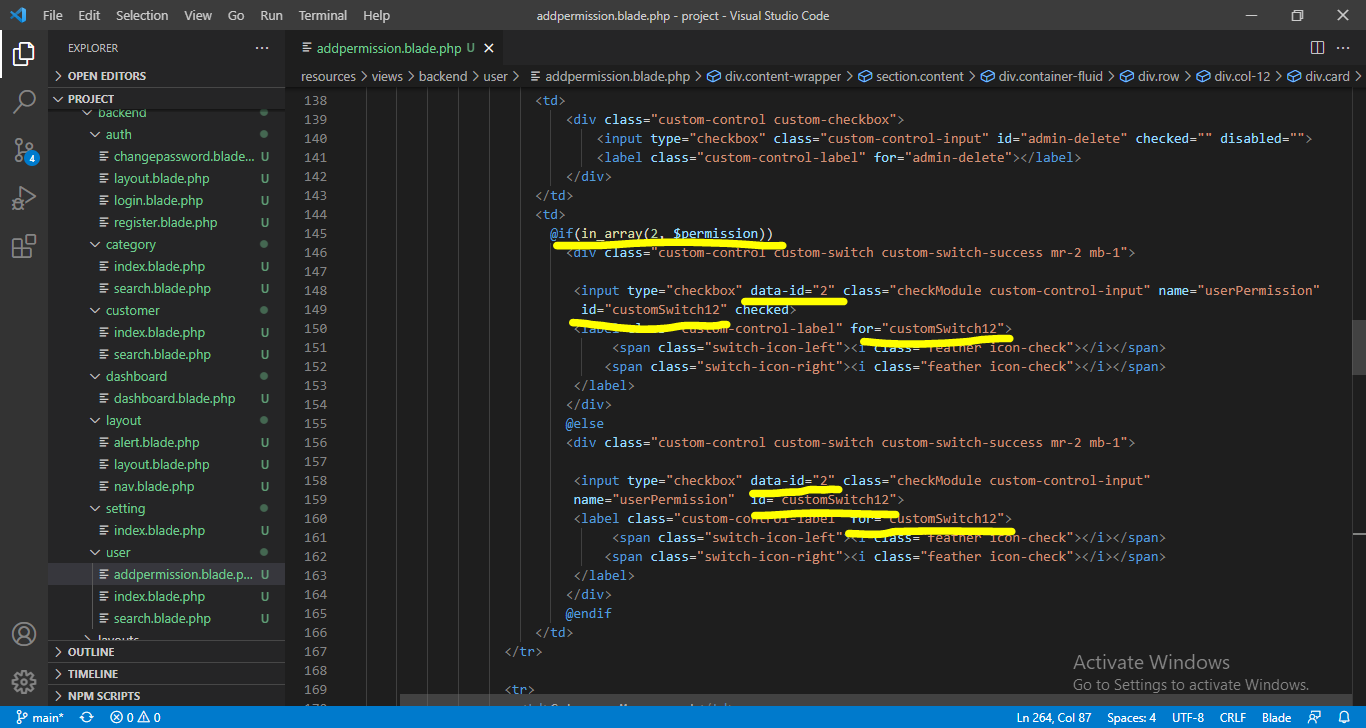 File Edit Selection View Go Run Terminal Help addpermission.blade.php - project - Visual Studio Code
EXPLORER
OPEN EDITORS
PROJECT
backend
auth
changepassword.blade... U
layout.blade.php U
login.blade.php U
register.blade.php U
category
index.blade.php U
search.blade.php U
customer
index.blade.php U
search.blade.php U
dashboard
dashboard.blade.php U
layout
alert.blade.php U
layout.blade.php U
nav.blade.php U
setting
index.blade.php U
user
addpermission.blade.p... U
index.blade.php U
search.blade.php U
layouts
OUTLINE
TIMELINE
NPM SCRIPTS
4
addpermission.blade.php U
resources > views > backend > user > addpermission.blade.php > div.content-wrapper > section.content > div.container-fluid > div.row > div.col-12 > div.card >
138 <td>
139 <div class="custom-control custom-checkbox">
140 <input type="checkbox" class="custom-control-input" id="admin-delete" checked="" disabled="">
141 <label class="custom-control-label" for="admin-delete"></label>
142 </div>
143 </td>
144 <td>
145 @if(in_array(2, $permission))
146 <div class="custom-control custom-switch custom-switch-success mr-2 mb-1">
147
148 <input type="checkbox" data-id="2" class="checkModule custom-control-input" name="userPermission"
149 id="customSwitch12" checked>
150 <label class="custom-control-label" for="customSwitch12">
151 <span class="switch-icon-left"><i class="feather icon-check"></i></span>
152 <span class="switch-icon-right"><i class="feather icon-check"></i></span>
153 </label>
154 </div>
155 @else
156 <div class="custom-control custom-switch custom-switch-success mr-2 mb-1">
157
158 <input type="checkbox" data-id="2" class="checkModule custom-control-input"
159 name="userPermission" id="customSwitch12">
160 <label class="custom-control-label" for="customSwitch12">
161 <span class="switch-icon-left"><i class="feather icon-check"></i></span>
162 <span class="switch-icon-right"><i class="feather icon-check"></i></span>
163 </label>
164 </div>
165 @endif
166 </td>
167 </tr>
168
169 <tr>
Activate Windows
Go to Settings to activate Windows.
main* 0 0 Ln 264, Col 87 Spaces: 4 UTF-8 CRLF Blade